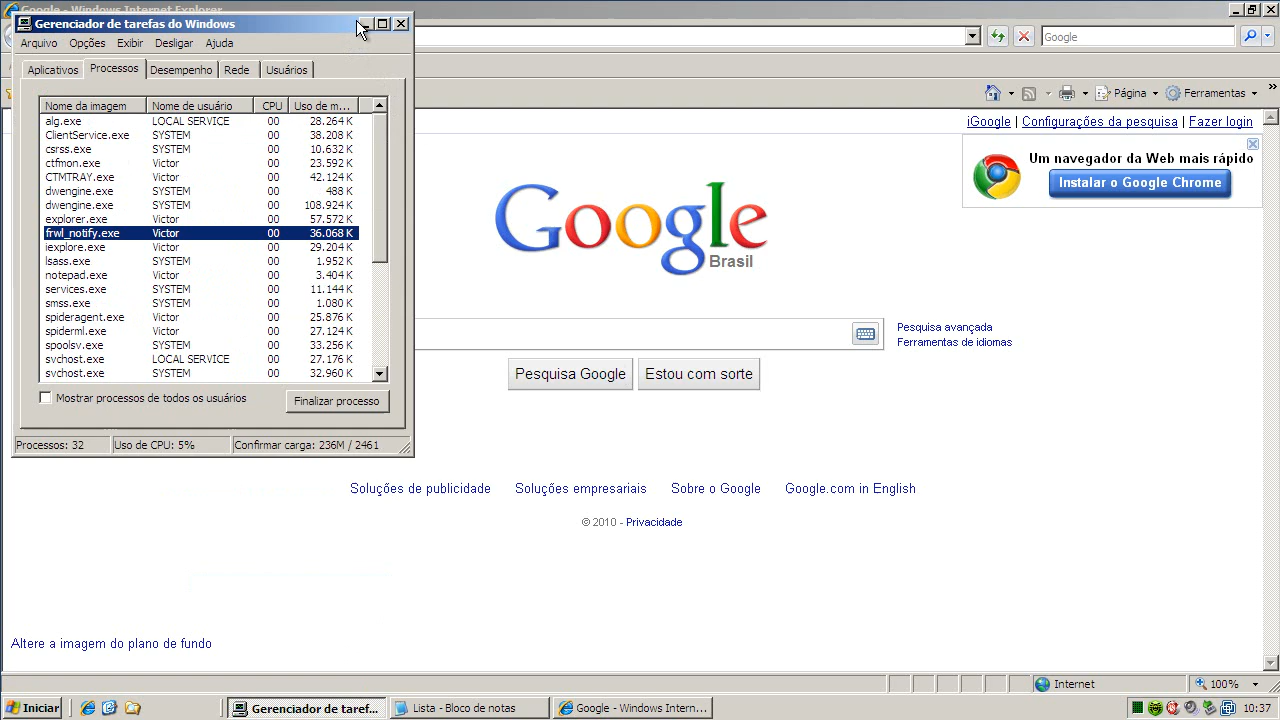 Google - Windows Internet Explorer
Gerenciador de tarefas do Windows
Arquivo Opções Exibir Desligar Ajuda
Google
Aplicativos Processos Desempenho Rede Usuários
Página Ferramentas »
Nome da imagem Nome de usuário CPU Uso de m...
alg.exe LOCAL SERVICE 00 28.264 K
ClientService.exe SYSTEM 00 38.208 K
csrss.exe SYSTEM 00 10.632 K
ctfmon.exe Victor 00 23.592 K
CTMTRAY.exe Victor 00 42.124 K
dwengine.exe SYSTEM 00 488 K
dwengine.exe SYSTEM 00 108.924 K
explorer.exe Victor 00 57.572 K
frwl_notify.exe Victor 00 36.068 K
iexplore.exe Victor 00 29.204 K
lsass.exe SYSTEM 00 1.952 K
notepad.exe Victor 00 3.404 K
services.exe SYSTEM 00 11.144 K
smss.exe SYSTEM 00 1.080 K
spideragent.exe Victor 00 25.876 K
spiderml.exe Victor 00 27.124 K
spoolsv.exe SYSTEM 00 33.256 K
svchost.exe LOCAL SERVICE 00 27.176 K
svchost.exe SYSTEM 00 32.960 K
Mostrar processos de todos os usuários Finalizar processo
Processos: 32 Uso de CPU: 5% Confirmar carga: 236M / 2461
iGoogle | Configurações da pesquisa | Fazer login
Um navegador da Web mais rápido
Instalar o Google Chrome
Google
Brasil
Pesquisa avançada
Ferramentas de idiomas
Pesquisa Google Estou com sorte
Soluções de publicidade Soluções empresariais Sobre o Google Google.com in English
© 2010 - Privacidade
Altere a imagem do plano de fundo
Internet 100%
Iniciar Gerenciador de taref... Lista - Bloco de notas Google - Windows Intern... 10:37